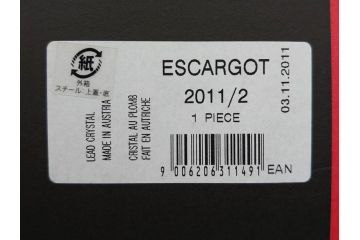 紙
外箱
スチール:上蓋・底
ESCARGOT
2011/2
1 PIECE
03.11.2011
LEAD CRYSTAL
MADE IN AUSTRIA
CRISTAL AU PLOMB
FAIT EN AUTRICHE
9 006206 311491
EAN